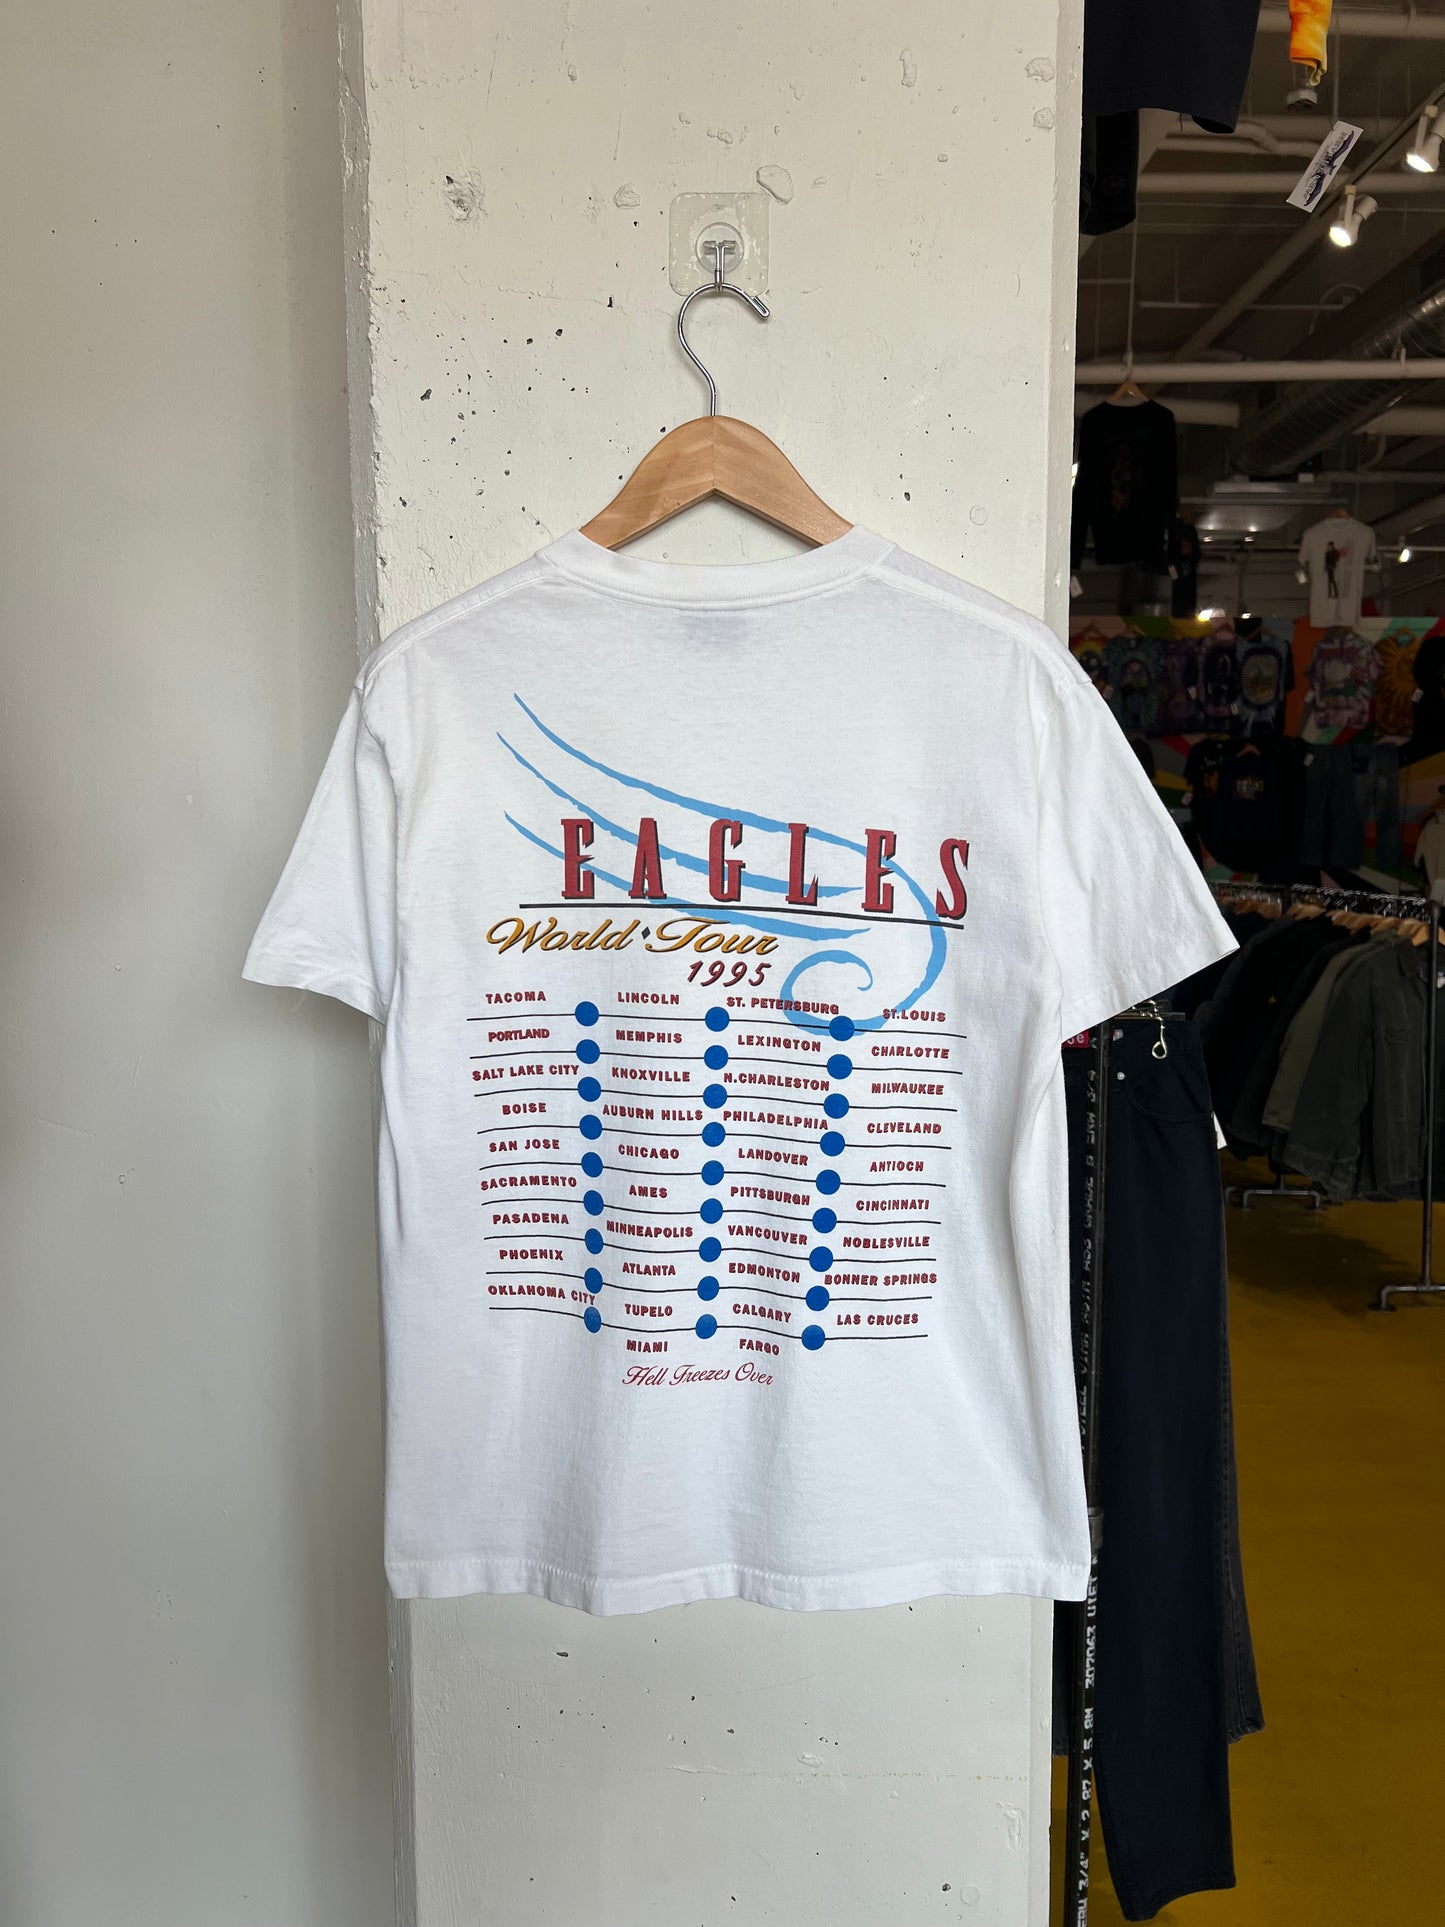 EAGLES
World Tour
1995
TACOMA
PORTLAND
SALT LAKE CITY
BOISE
SAN JOSE
SACRAMENTO
PASADENA
PHOENIX
OKLAHOMA CITY
LINCOLN
MEMPHIS
KNOXVILLE
AUBURN HILLS
CHICAGO
AMES
MINNEAPOLIS
ATLANTA
TUPELO
MIAMI
ST. PETERSBURG
LEXINGTON
N.CHARLESTON
PHILADELPHIA
LANDOVER
PITTSBURGH
VANCOUVER
EDMONTON
CALGARY
FARGO
ST.LOUIS
CHARLOTTE
MILWAUKEE
CLEVELAND
ANTIOCH
CINCINNATI
NOBLESVILLE
BONNER SPRINGS
LAS CRUCES
Hell Freezes Over